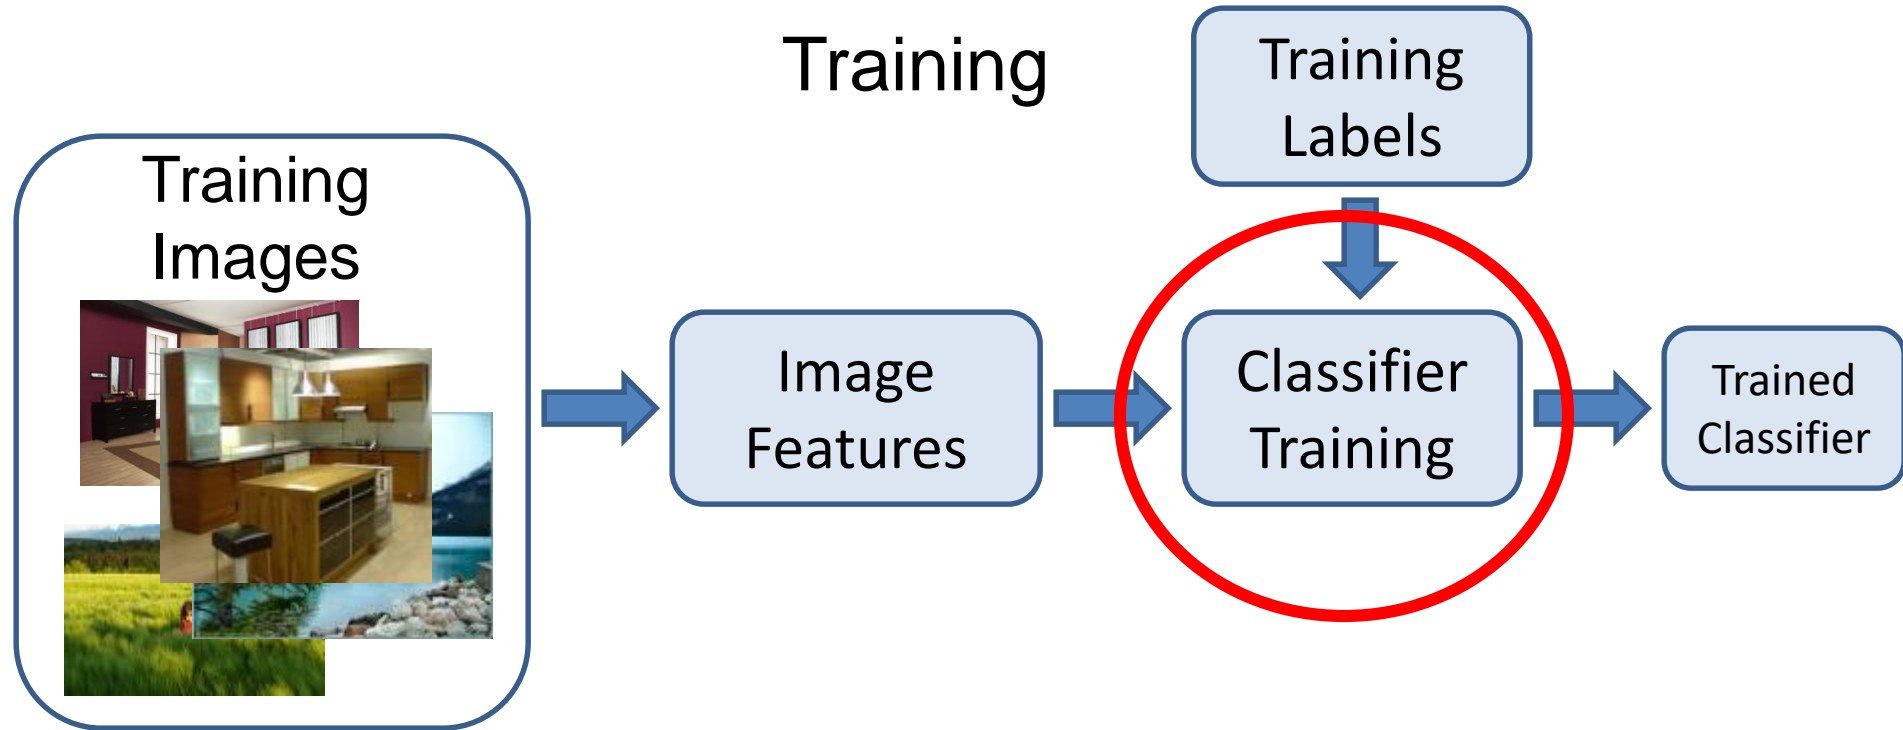 Training
Training
Labels
Training
Images
Image
Features
Classifier
Training
Trained
Classifier